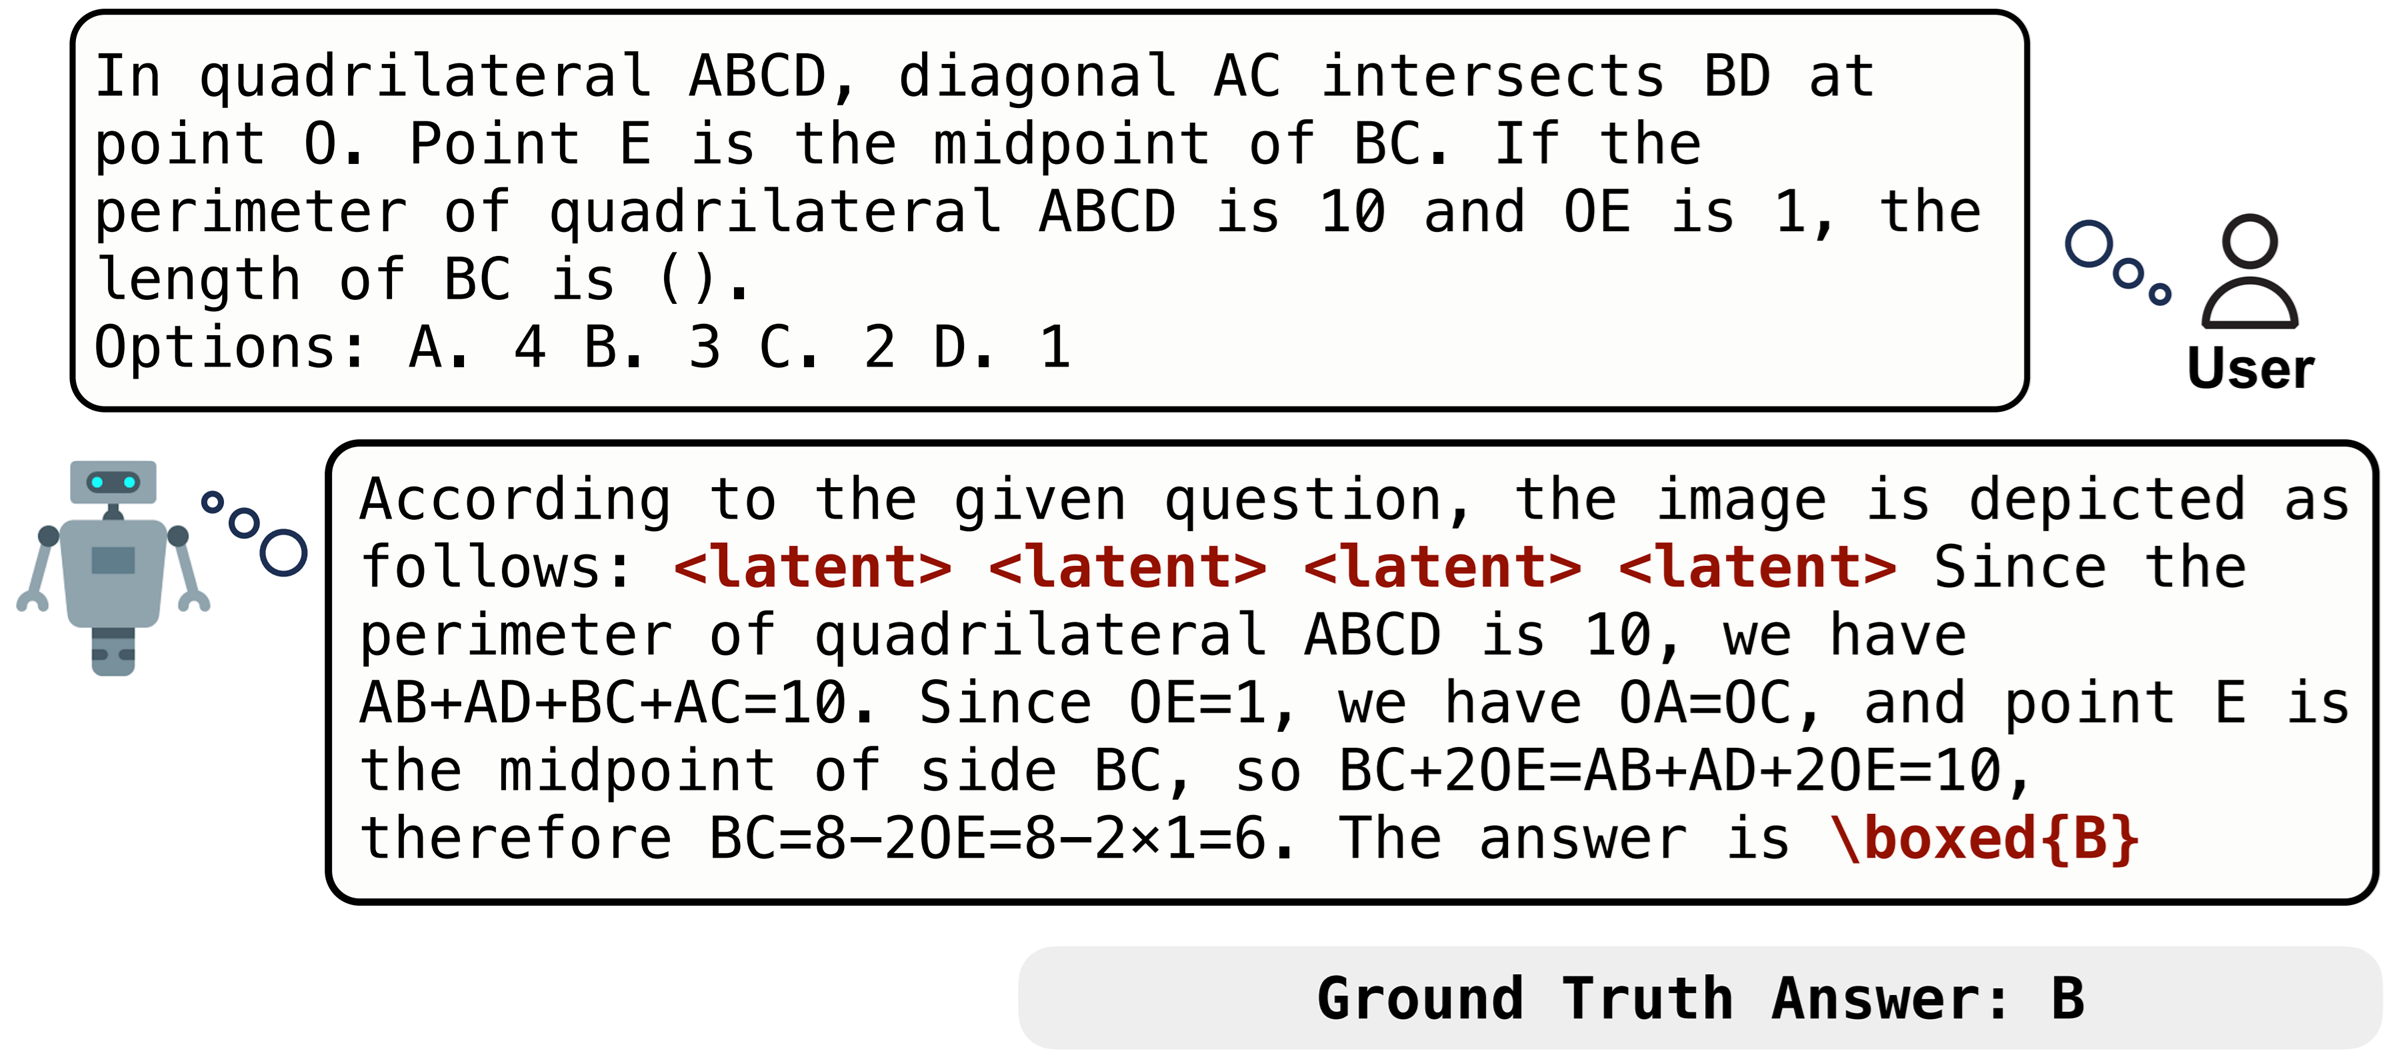 In quadrilateral ABCD, diagonal AC intersects BD at
point O. Point E is the midpoint of BC. If the
perimeter of quadrilateral ABCD is 10 and OE is 1, the
length of BC is ().
Options: A. 4 B. 3 C. 2 D. 1
User
According to the given question, the image is depicted as
follows: <latent> <latent> <latent> <latent> Since the
perimeter of quadrilateral ABCD is 10, we have
AB+AD+BC+AC=10. Since OE=1, we have OA=OC, and point E is
the midpoint of side BC, so BC+2OE=AB+AD+2OE=10,
therefore BC=8−2OE=8−2×1=6. The answer is \boxed{B}
Ground Truth Answer: B